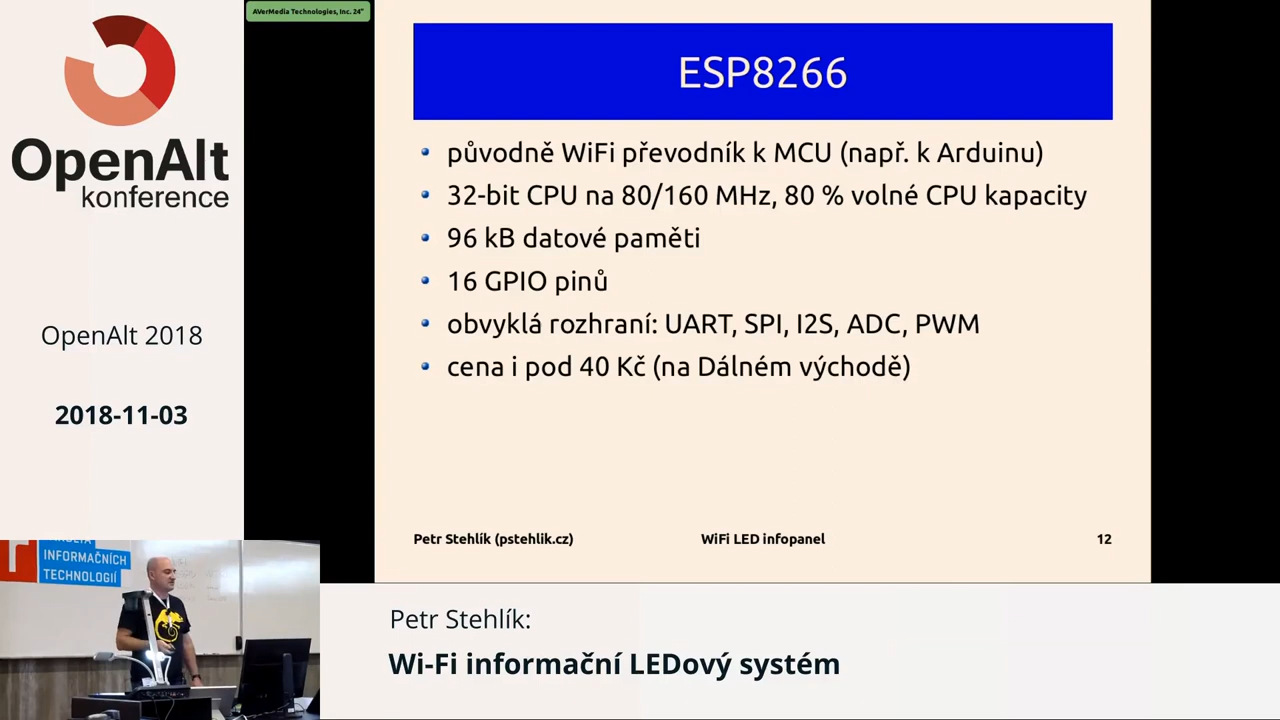 AVerMedia Technologies, Inc. 24"
OpenAlt
konference
OpenAlt 2018
2018-11-03
ESP8266
původně WiFi převodník k MCU (např. k Arduinu)
32-bit CPU na 80/160 MHz, 80 % volné CPU kapacity
96 kB datové paměti
16 GPIO pinů
obvyklá rozhraní: UART, SPI, I2S, ADC, PWM
cena i pod 40 Kč (na Dálném východě)
Petr Stehlík (pstehlik.cz)
WiFi LED infopanel
12
INFORMAČNÍCH
TECHNOLOGIÍ
Petr Stehlík:
Wi-Fi informační LEDový systém